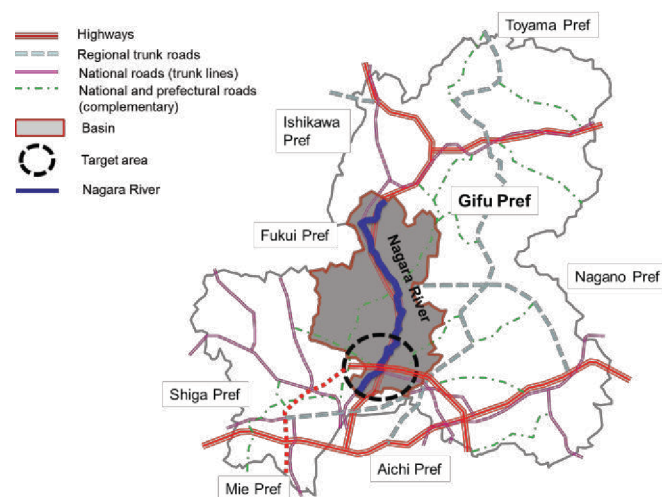 Highways
Regional trunk roads
National roads (trunk lines)
National and prefectural roads
(complementary)
Basin
Target area
Nagara River
Toyama Pref
Ishikawa
Pref
Gifu Pref
Fukui Pref
Nagara River
Nagano Pref
Shiga Pref
Aichi Pref
Mie Pref